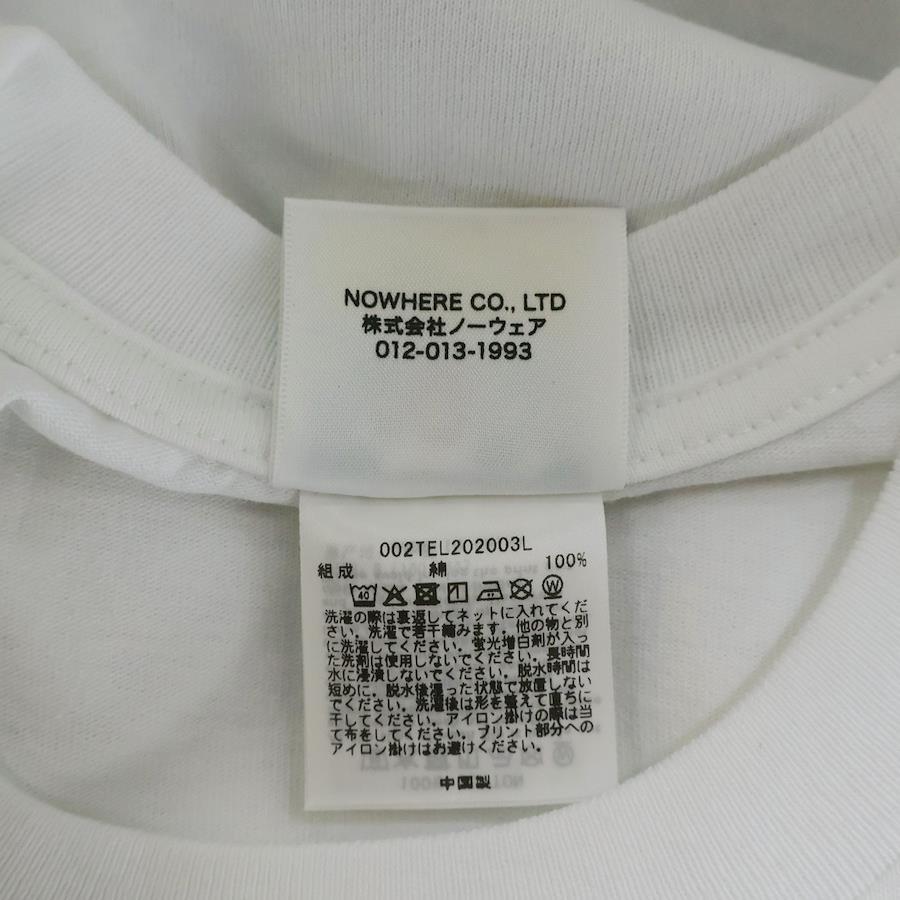 NOWHERE CO., LTD
株式会社ノーウェア
012-013-1993
002TEL202003L
組成 綿 100%
40 W
洗濯の際は裏返してネットに入れてくだ
さい。洗濯で若干縮みます。他の物と別
に洗濯してください。蛍光増白剤が入っ
た洗剤は使用しないでください。長時間
水に浸漬しないでください。脱水時間は
短めに。脱水後湿った状態で放置しない
でください。洗濯後は形を整えて直ちに
干してください。アイロン掛けの際は当
て布をしてください。プリント部分への
アイロン掛けはお避けください。
中国製